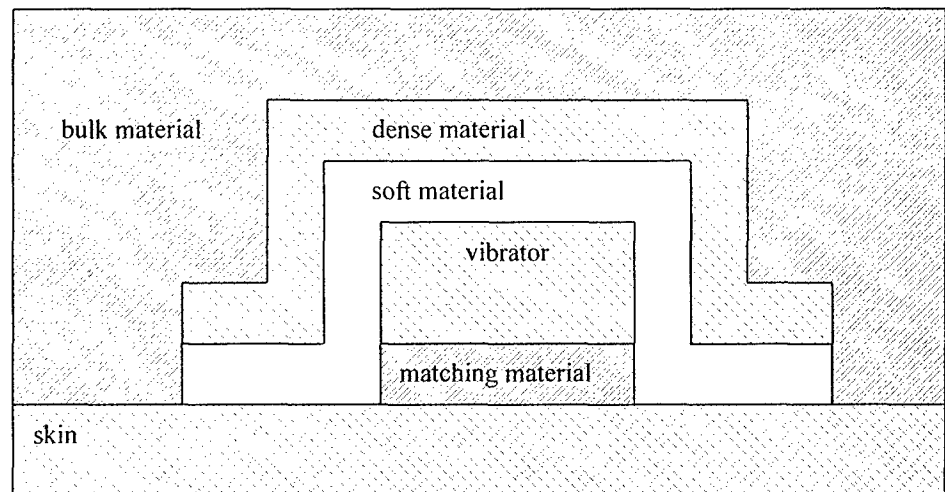 bulk material
dense material
soft material
vibrator
matching material
skin